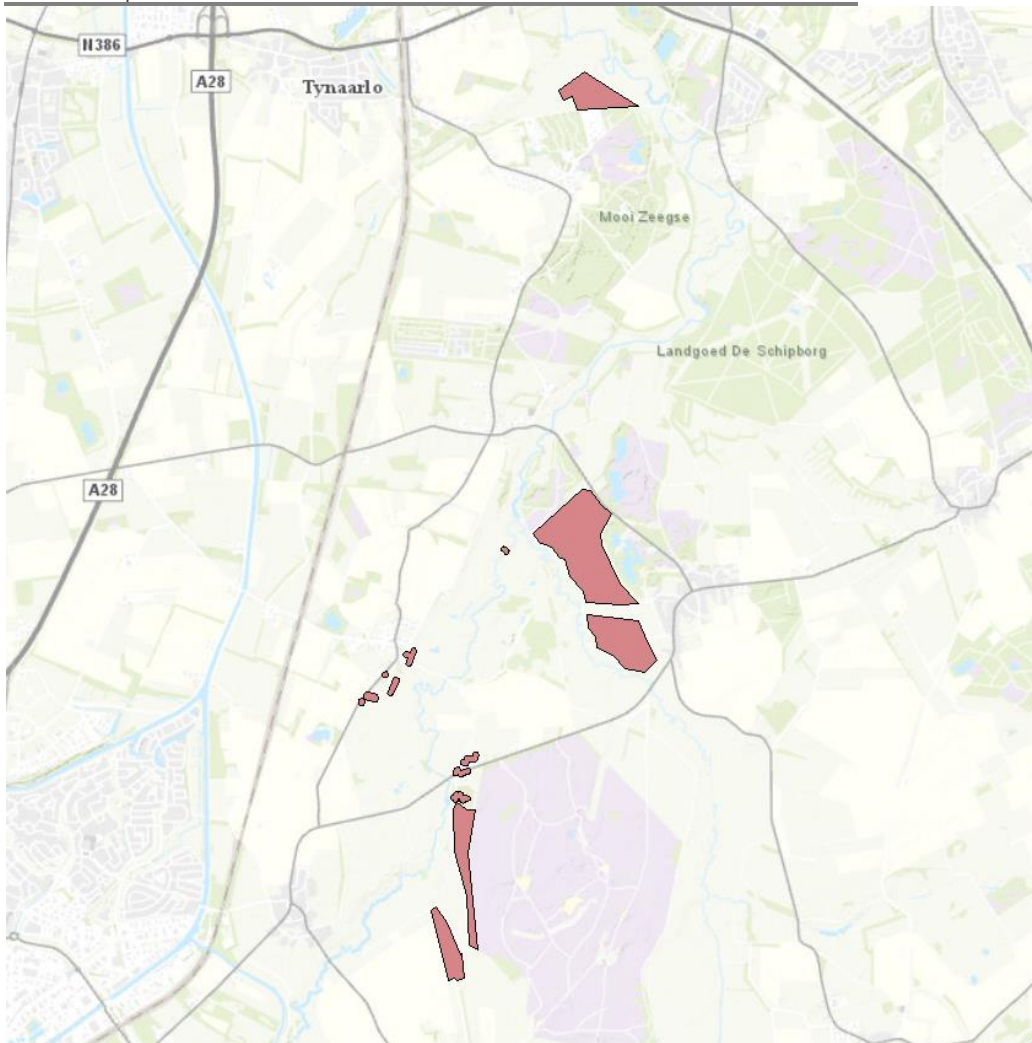 N386
A28
Tynaarlo
Mooi Zeegse
Landgoed De Schipborg
A28